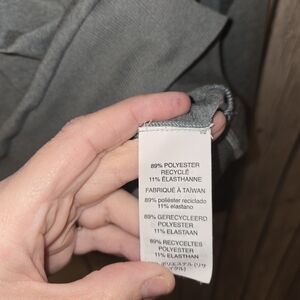 89% POLYESTER
RECYCLÉ
11% ÉLASTHANNE
FABRIQUÉ À TAÏWAN
89% poliéster reciclado
11% elastano
89% GERECYCLEERD
POLYESTER
11% ELASTAAN
89% RECYCELTES
POLYESTER
11% ELASTHAN